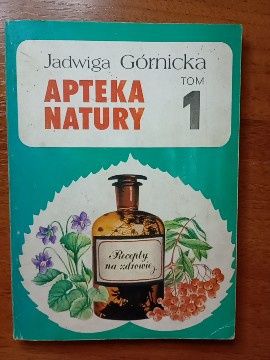 Jadwiga Górnicka
APTEKA
NATURY
TOM
1
Recepty
na zdrowie